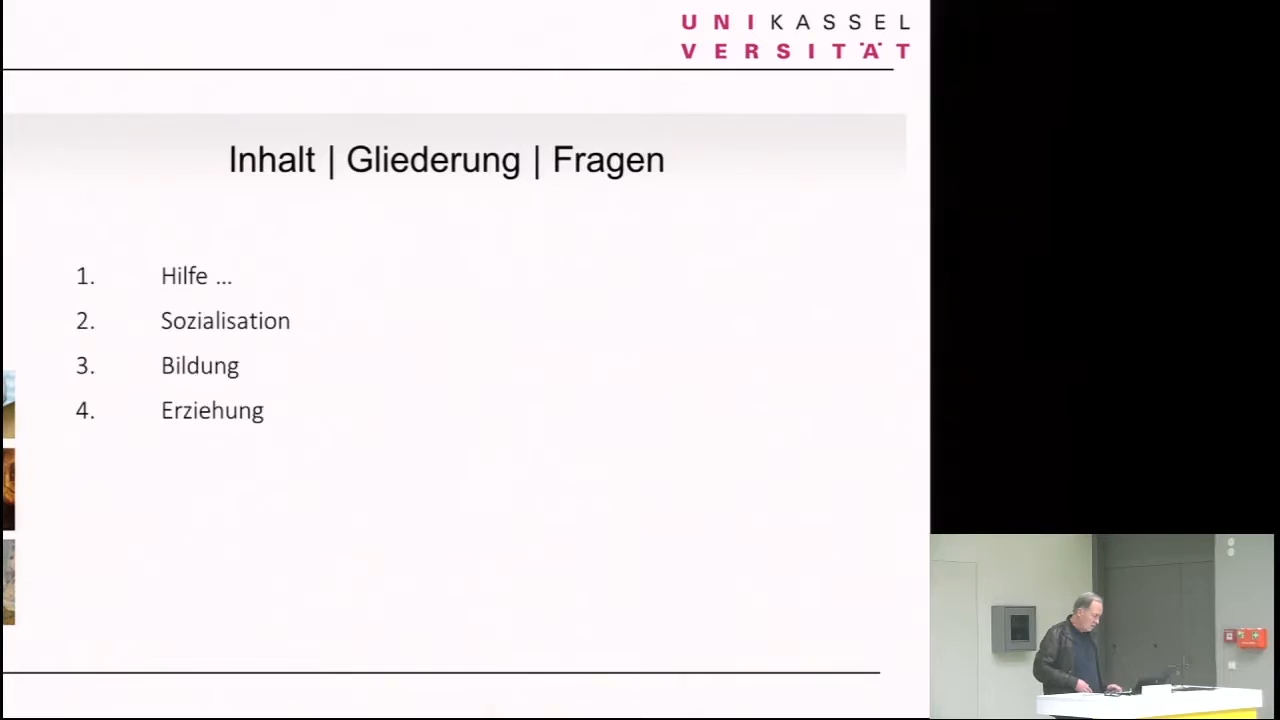 UNIKASSEL
VERSITÄT
Inhalt | Gliederung | Fragen
1. Hilfe ...
2. Sozialisation
3. Bildung
4. Erziehung